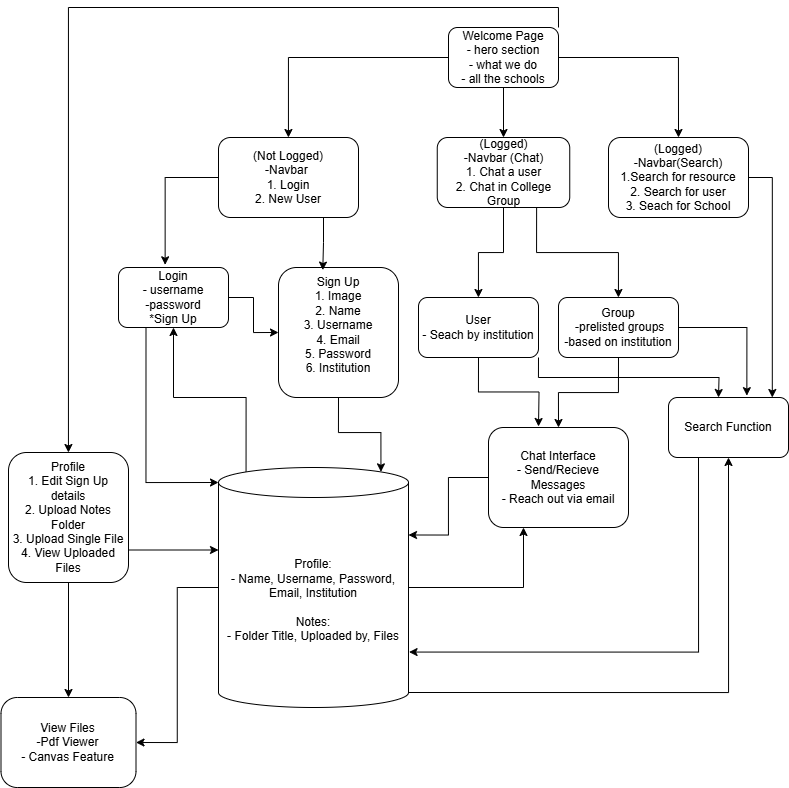 Welcome Page
- hero section
- what we do
- all the schools
(Not Logged)
-Navbar
1. Login
2. New User
(Logged)
-Navbar (Chat)
1. Chat a user
2. Chat in College
Group
(Logged)
-Navbar(Search)
1.Search for resource
2. Search for user
3. Seach for School
Login
- username
-password
*Sign Up
Sign Up
1. Image
2. Name
3. Username
4. Email
5. Password
6. Institution
User
- Seach by institution
Group
-prelisted groups
-based on institution
Search Function
Chat Interface
- Send/Recieve
Messages
- Reach out via email
Profile
1. Edit Sign Up
details
2. Upload Notes
Folder
3. Upload Single File
4. View Uploaded
Files
Profile:
- Name, Username, Password,
Email, Institution
Notes:
- Folder Title, Uploaded by, Files
View Files
-Pdf Viewer
- Canvas Feature